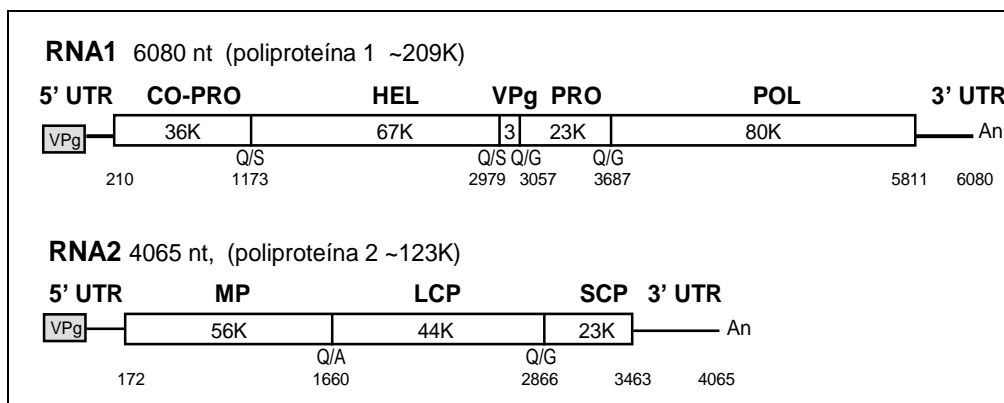 RNA1 6080 nt (poliproteína 1 ~209K)
5’ UTR CO-PRO HEL VPg PRO POL 3’ UTR
VPg 36K 67K 3 23K 80K An
Q/S Q/S Q/G Q/G
210 1173 2979 3057 3687 5811 6080
RNA2 4065 nt, (poliproteína 2 ~123K)
5’ UTR MP LCP SCP 3’ UTR
VPg 56K 44K 23K An
Q/A Q/G
172 1660 2866 3463 4065